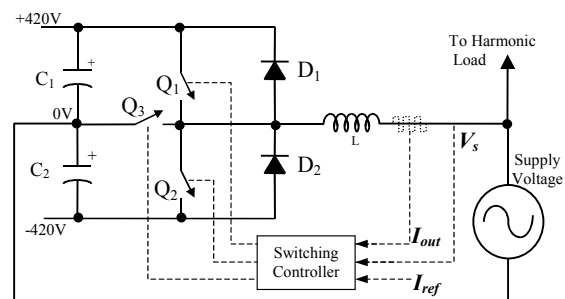 +420V
To Harmonic
Load
C1
+
Q1
D1
0V
Q3
L
Vs
Supply
Voltage
C2
+
Q2
D2
-420V
Iout
Switching
Controller
Iref